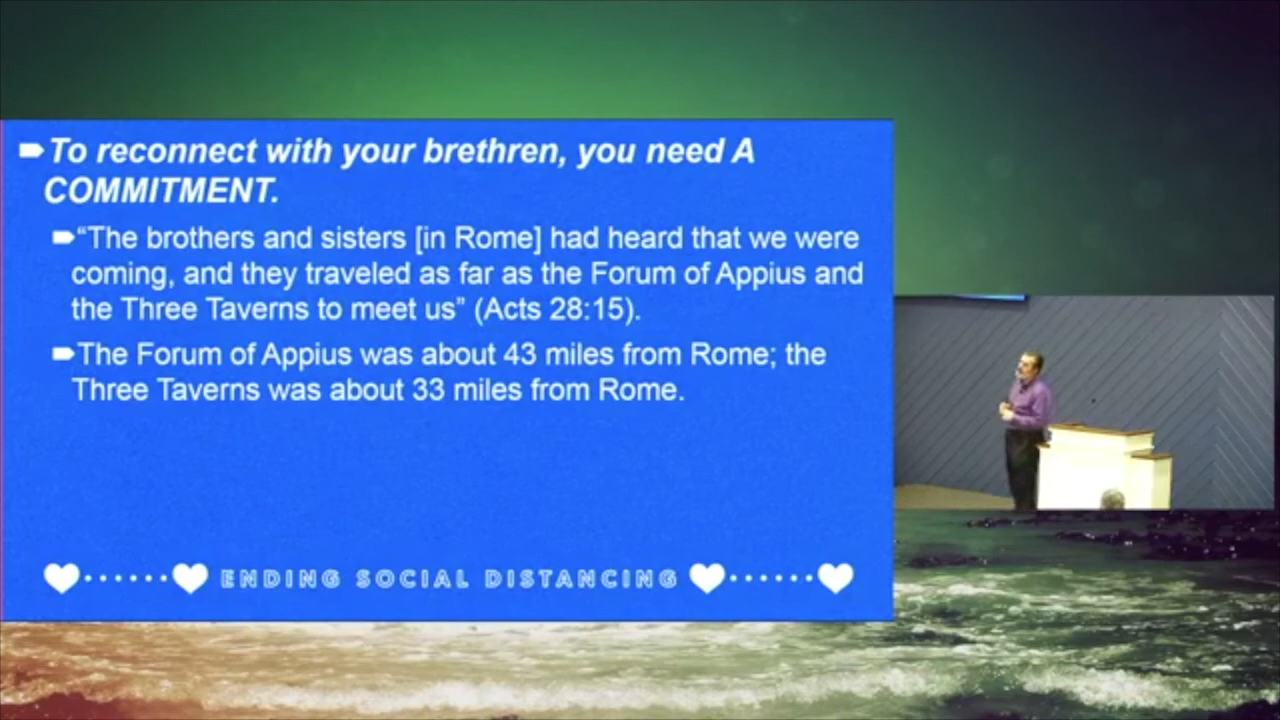 To reconnect with your brethren, you need A
COMMITMENT.
“The brothers and sisters [in Rome] had heard that we were
coming, and they traveled as far as the Forum of Appius and
the Three Taverns to meet us” (Acts 28:15).
The Forum of Appius was about 43 miles from Rome; the
Three Taverns was about 33 miles from Rome.
ENDING SOCIAL DISTANCING